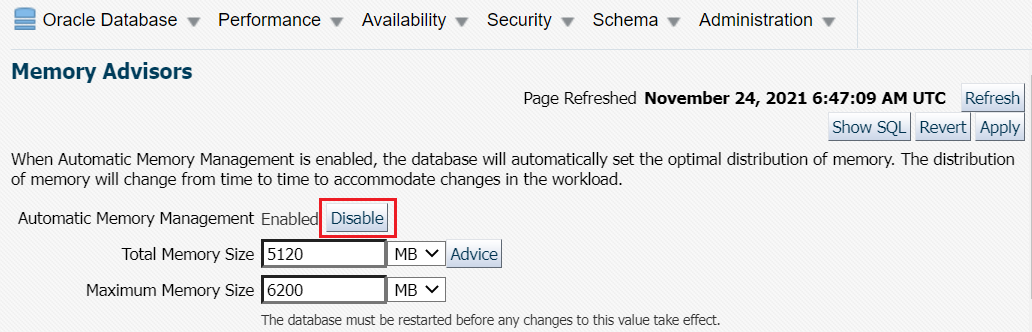 Oracle Database Performance Availability Security Schema Administration
Memory Advisors
Page Refreshed November 24, 2021 6:47:09 AM UTC Refresh
Show SQL Revert Apply
When Automatic Memory Management is enabled, the database will automatically set the optimal distribution of memory. The distribution
of memory will change from time to time to accommodate changes in the workload.
Automatic Memory Management Enabled Disable
Total Memory Size 5120 MB Advice
Maximum Memory Size 6200 MB
The database must be restarted before any changes to this value take effect.